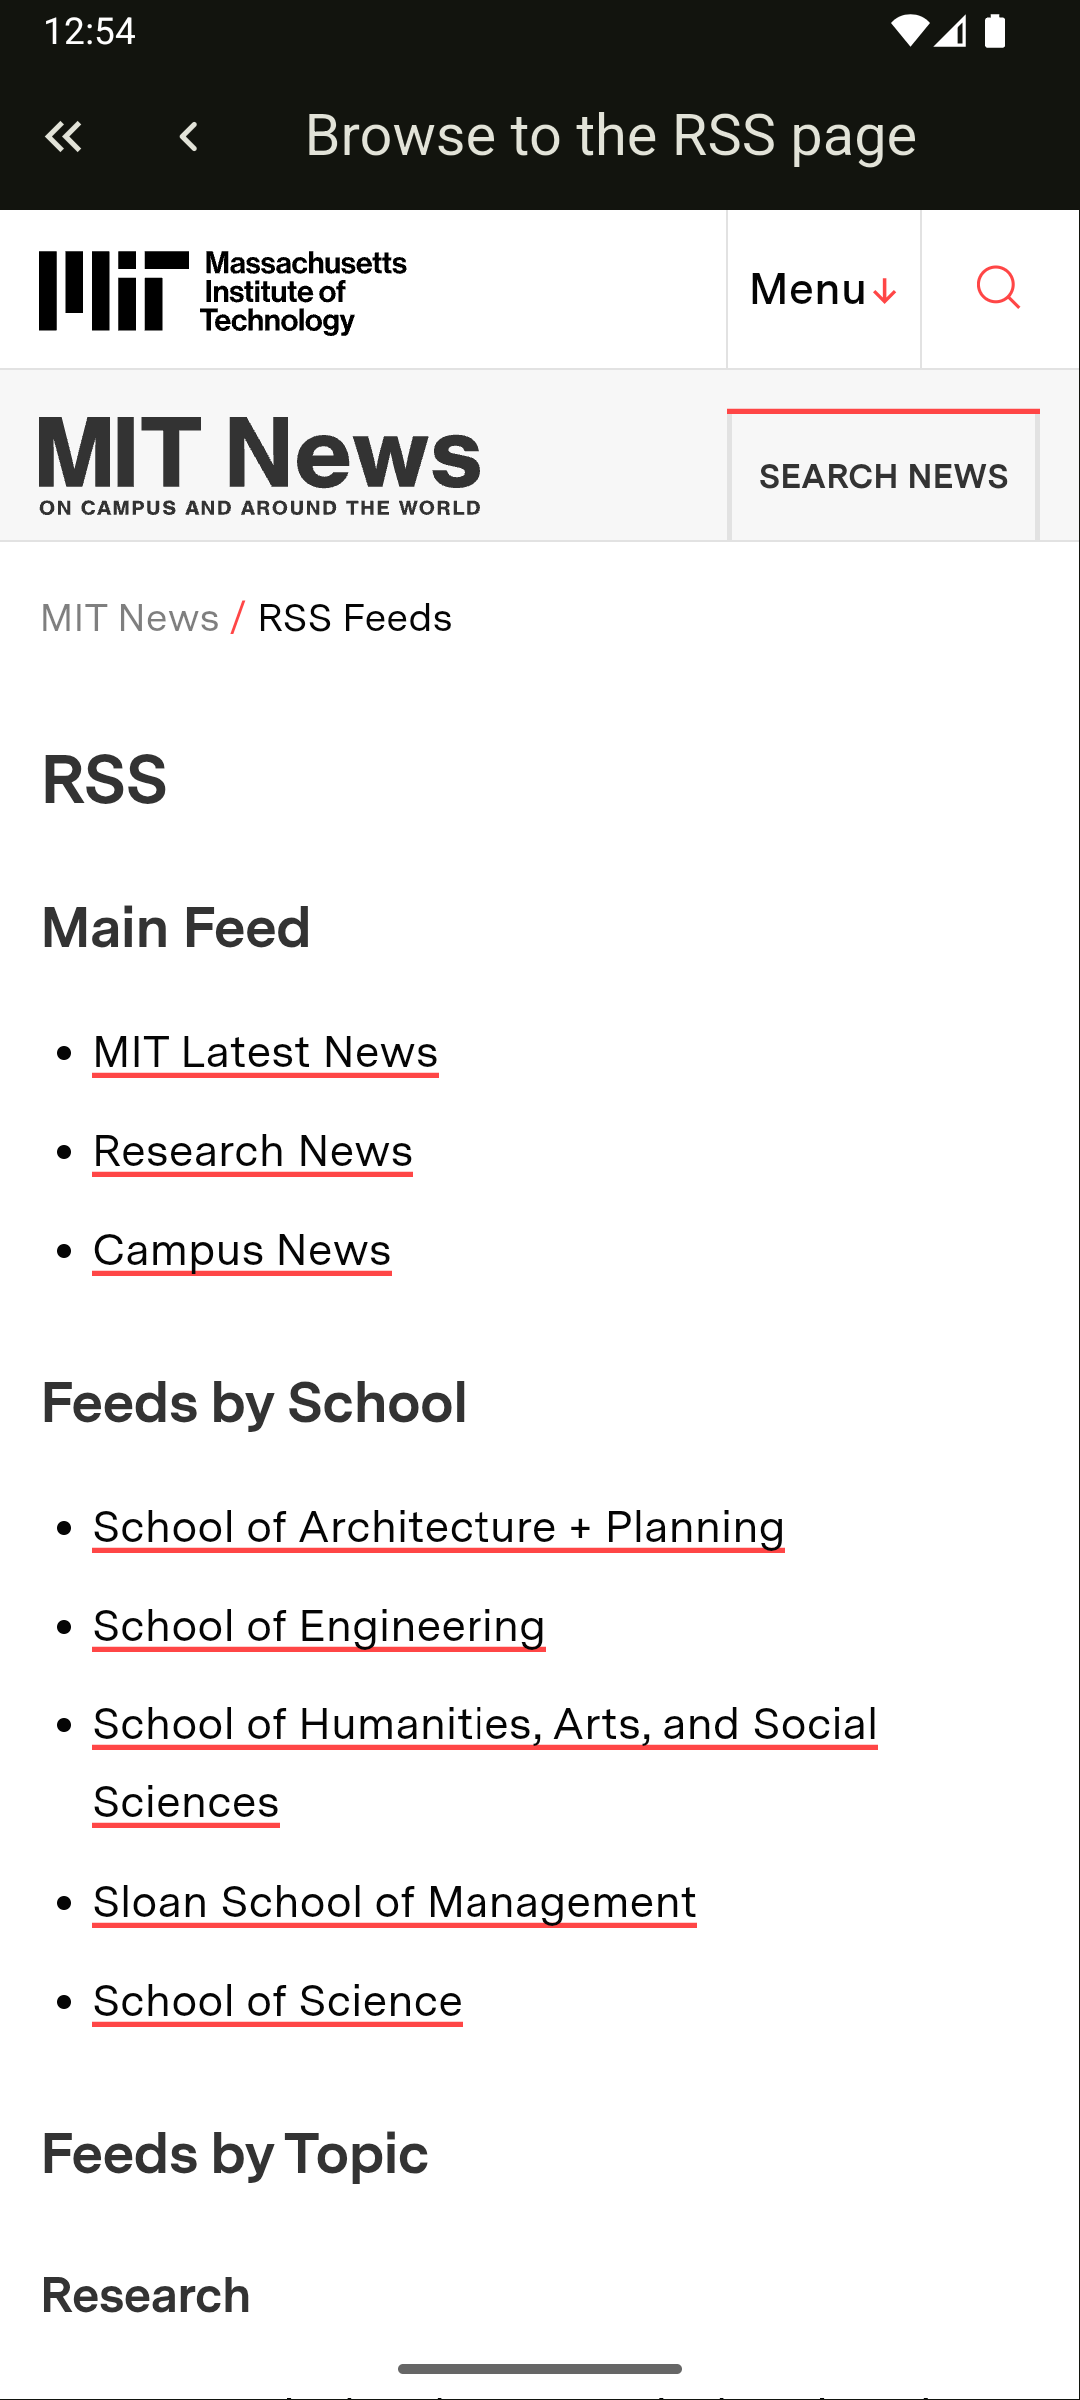 12:54
Browse to the RSS page
Massachusetts
Institute of
Technology
Menu
MIT News
ON CAMPUS AND AROUND THE WORLD
SEARCH NEWS
MIT News / RSS Feeds
RSS
Main Feed
MIT Latest News
Research News
Campus News
Feeds by School
School of Architecture + Planning
School of Engineering
School of Humanities, Arts, and Social
Sciences
Sloan School of Management
School of Science
Feeds by Topic
Research